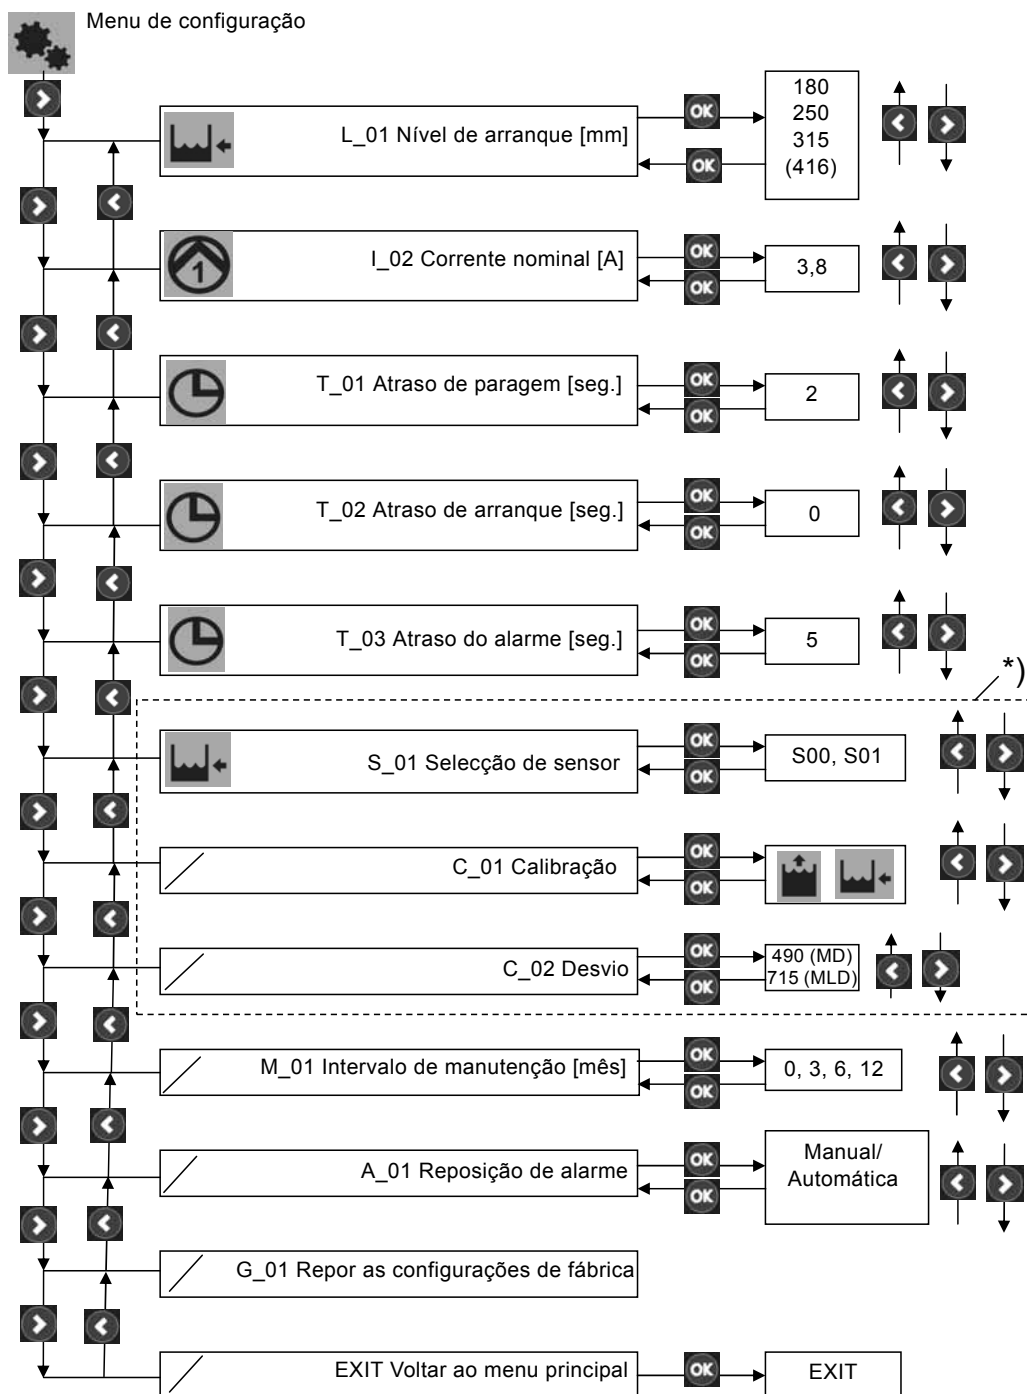 Menu de configuração
L_01 Nível de arranque [mm]
OK
OK
180
250
315
(416)
1
I_02 Corrente nominal [A]
OK
OK
3,8
T_01 Atraso de paragem [seg.]
OK
OK
2
T_02 Atraso de arranque [seg.]
OK
OK
0
T_03 Atraso do alarme [seg.]
OK
OK
5
*)
S_01 Selecção de sensor
OK
OK
S00, S01
C_01 Calibração
OK
OK
C_02 Desvio
OK
OK
490 (MD)
715 (MLD)
M_01 Intervalo de manutenção [mês]
OK
OK
0, 3, 6, 12
A_01 Reposição de alarme
OK
OK
Manual/
Automática
G_01 Repor as configurações de fábrica
EXIT Voltar ao menu principal
OK
EXIT